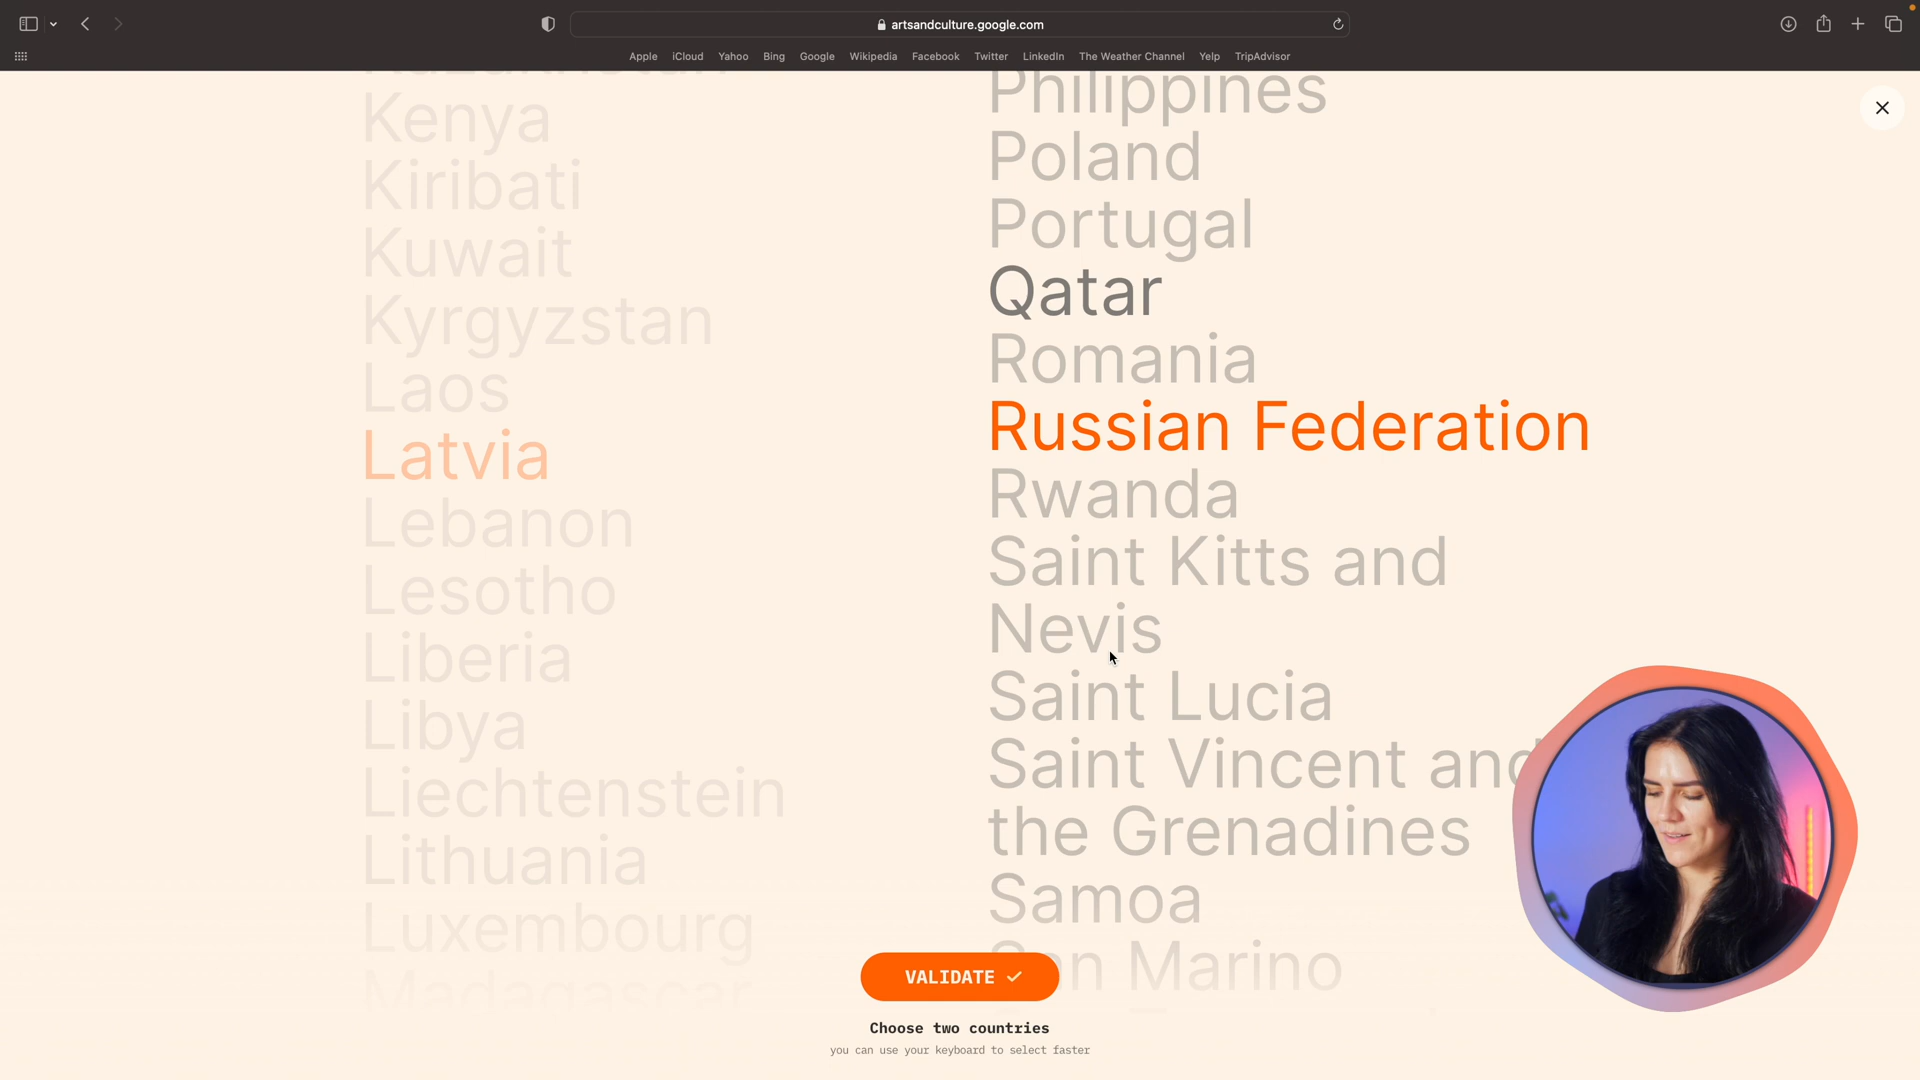 artsandculture.google.com
Apple iCloud Yahoo Bing Google Wikipedia Facebook Twitter LinkedIn The Weather Channel Yelp TripAdvisor
Kazakhstan
Kenya
Kiribati
Kuwait
Kyrgyzstan
Laos
Latvia
Lebanon
Lesotho
Liberia
Libya
Liechtenstein
Lithuania
Luxembourg
Madagascar
Philippines
Poland
Portugal
Qatar
Romania
Russian Federation
Rwanda
Saint Kitts and
Nevis
Saint Lucia
Saint Vincent and
the Grenadines
Samoa
San Marino
VALIDATE
Choose two countries
you can use your keyboard to select faster